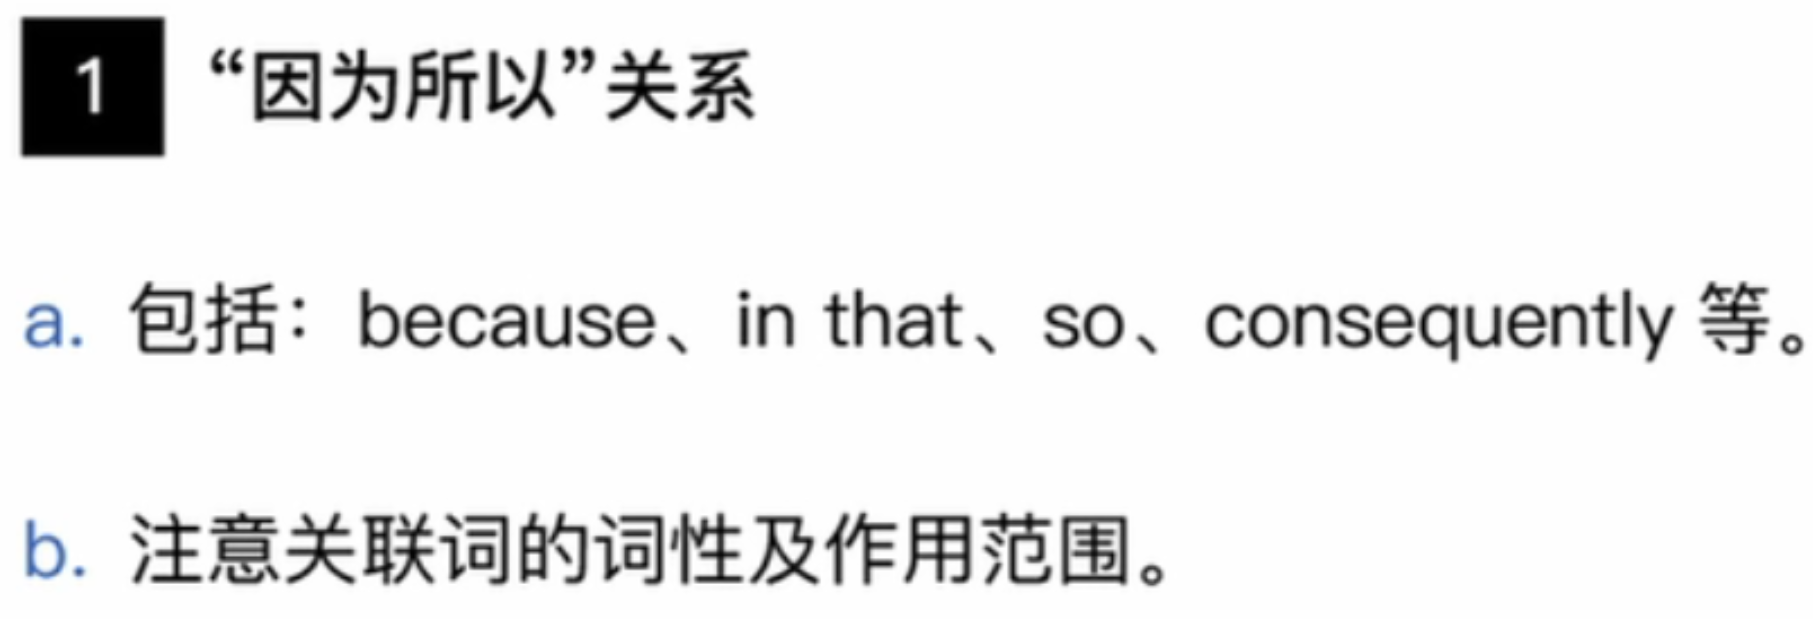 1 “因为所以”关系
a. 包括：because、in that、so、consequently 等。
b. 注意关联词的词性及作用范围。